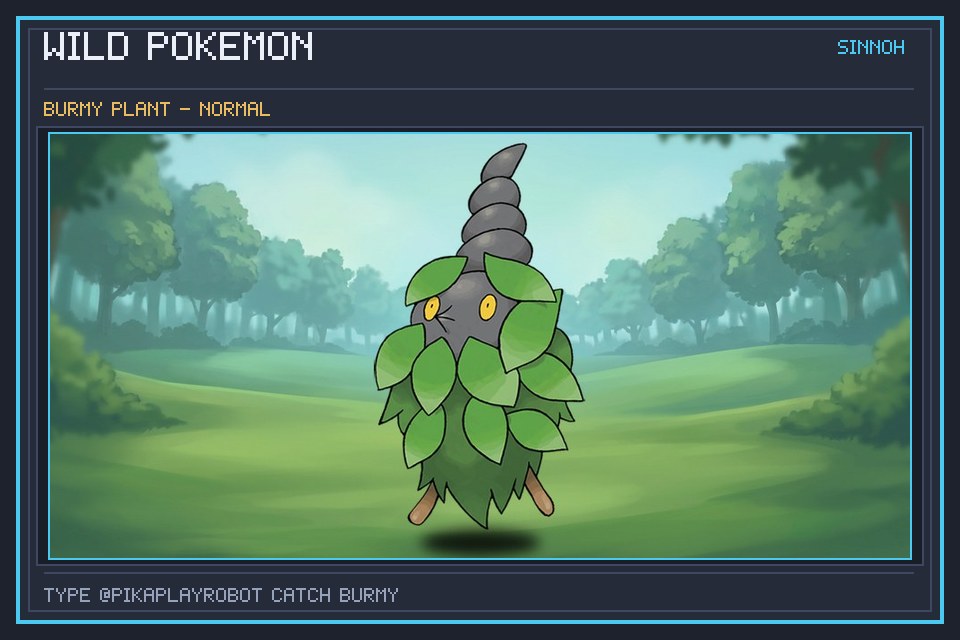 WILD POKEMON
SINNOH
BURMY PLANT - NORMAL
TYPE @PIKAPLAYROBOT CATCH BURMY